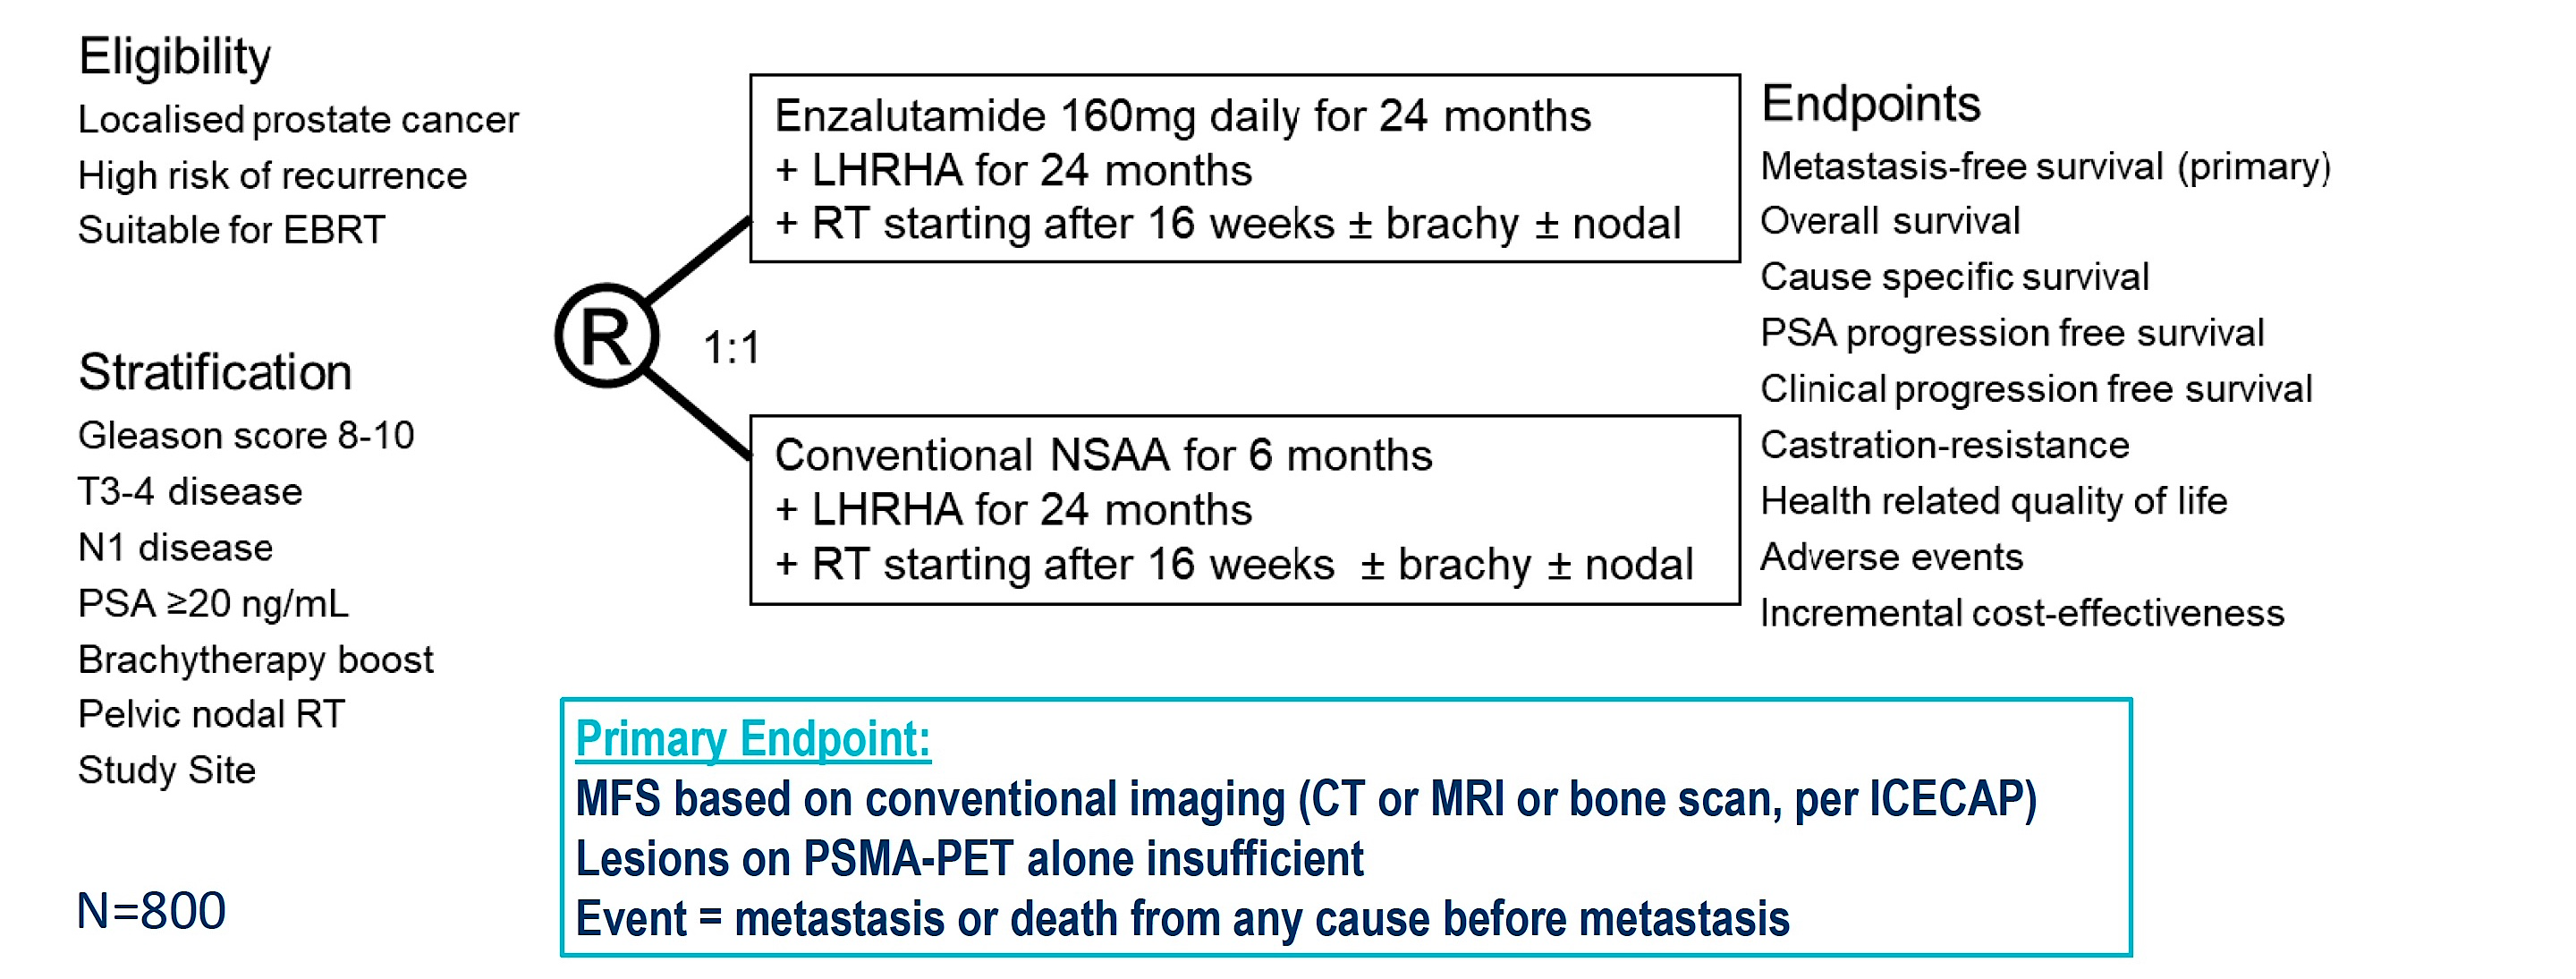 Eligibility
Localised prostate cancer
High risk of recurrence
Suitable for EBRT
Stratification
Gleason score 8-10
T3-4 disease
N1 disease
PSA ≥20 ng/mL
Brachytherapy boost
Pelvic nodal RT
Study Site
N=800
R
1:1
Enzalutamide 160mg daily for 24 months
+ LHRHA for 24 months
+ RT starting after 16 weeks ± brachy ± nodal
Conventional NSAA for 6 months
+ LHRHA for 24 months
+ RT starting after 16 weeks ± brachy ± nodal
Endpoints
Metastasis-free survival (primary)
Overall survival
Cause specific survival
PSA progression free survival
Clinical progression free survival
Castration-resistance
Health related quality of life
Adverse events
Incremental cost-effectiveness
Primary Endpoint:
MFS based on conventional imaging (CT or MRI or bone scan, per ICECAP)
Lesions on PSMA-PET alone insufficient
Event = metastasis or death from any cause before metastasis